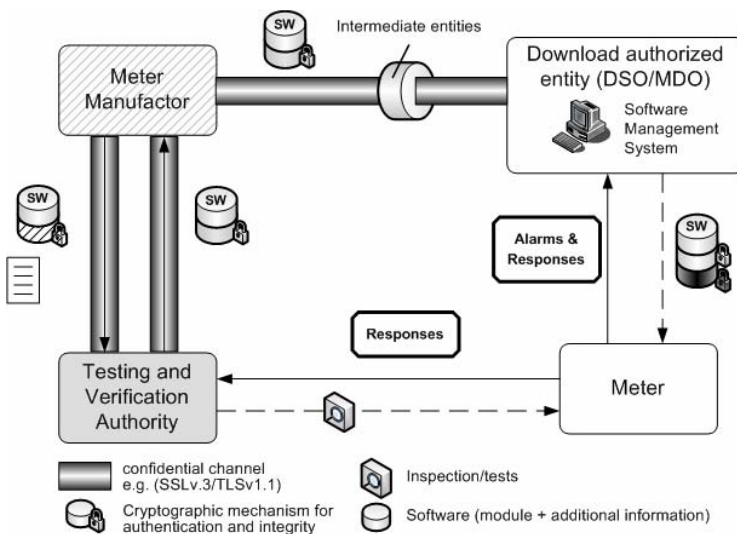 SW
Intermediate entities
Meter
Manufactor
Download authorized
entity (DSO/MDO)
Software
Management
System
SW
SW
Alarms &
Responses
SW
Responses
Testing and
Verification
Authority
Meter
confidential channel
e.g. (SSLv.3/TLSv1.1)
Inspection/tests
Cryptographic mechanism for
authentication and integrity
Software (module + additional information)